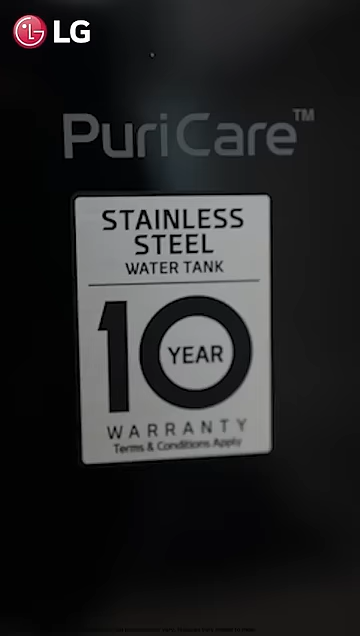 LG
PuriCare™
STAINLESS
STEEL
WATER TANK
10
YEAR
WARRANTY
Terms & Conditions Apply